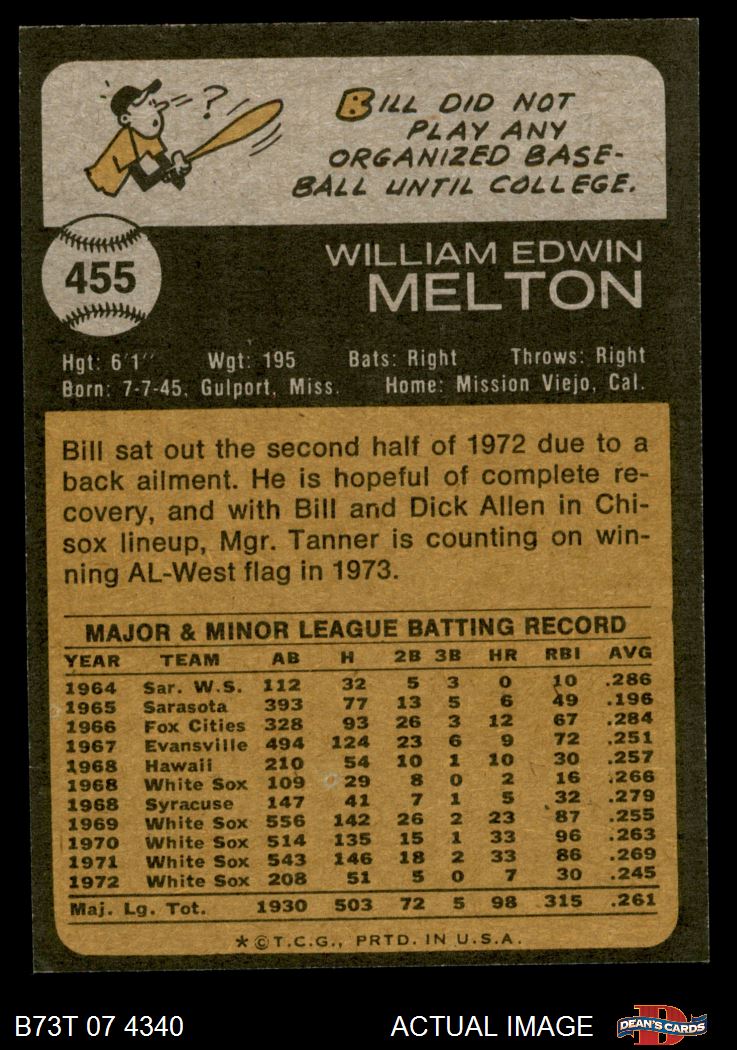 ?
BILL DID NOT
PLAY ANY
ORGANIZED BASE-
BALL UNTIL COLLEGE.
455
WILLIAM EDWIN
MELTON
Hgt: 6'1" Wgt: 195 Bats: Right Throws: Right
Born: 7-7-45, Gulport, Miss. Home: Mission Viejo, Cal.
Bill sat out the second half of 1972 due to a
back ailment. He is hopeful of complete re-
covery, and with Bill and Dick Allen in Chi-
sox lineup, Mgr. Tanner is counting on win-
ning AL-West flag in 1973.
MAJOR & MINOR LEAGUE BATTING RECORD
YEAR TEAM AB H 2B 3B HR RBI AVG
1964 Sar. W.S. 112 32 5 3 0 10 .286
1965 Sarasota 393 77 13 5 6 49 .196
1966 Fox Cities 328 93 26 3 12 67 .284
1967 Evansville 494 124 23 6 9 72 .251
1968 Hawaii 210 54 10 1 10 30 .257
1968 White Sox 109 29 8 0 2 16 .266
1968 Syracuse 147 41 7 1 5 32 .279
1969 White Sox 556 142 26 2 23 87 .255
1970 White Sox 514 135 15 1 33 96 .263
1971 White Sox 543 146 18 2 33 86 .269
1972 White Sox 208 51 5 0 7 30 .245
Maj. Lg. Tot. 1930 503 72 5 98 315 .261
*©T.C.G., PRTD. IN U.S.A.
B73T 07 4340 ACTUAL IMAGE D DEAN'S CARDS